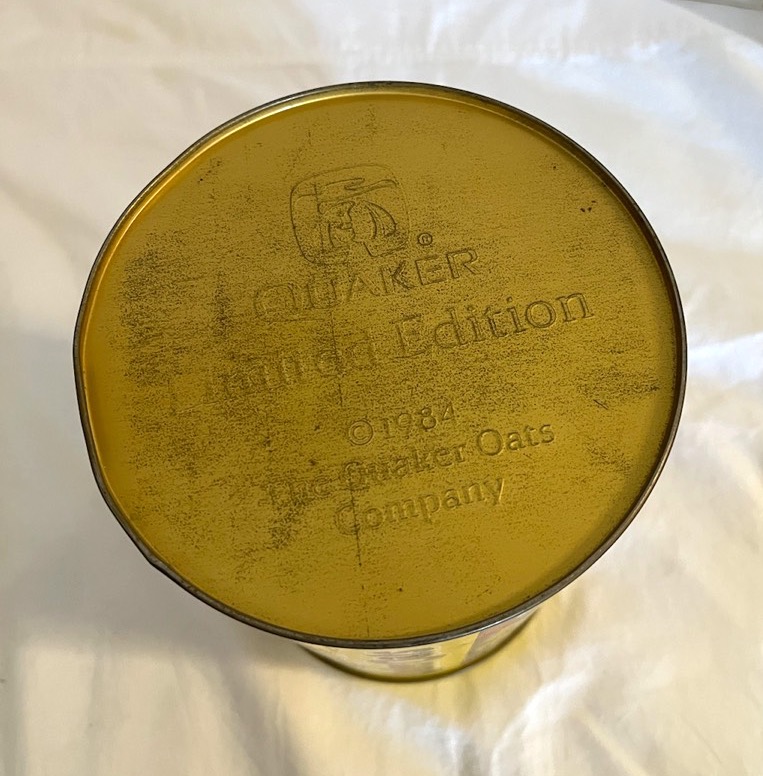 ®
QUAKER
Limited Edition
© 1984
The Quaker Oats
Company